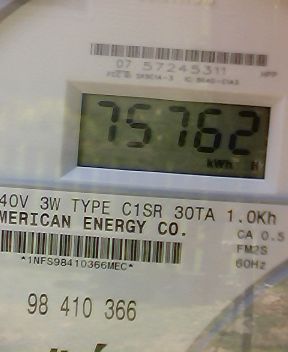 07 57245311
HPP
75762
kWh
40V 3W TYPE C1SR 30TA 1.0Kh
MERICAN ENERGY CO.
CA 0.5
FM2S
60Hz
*1NFS98410366MEC*
98 410 366